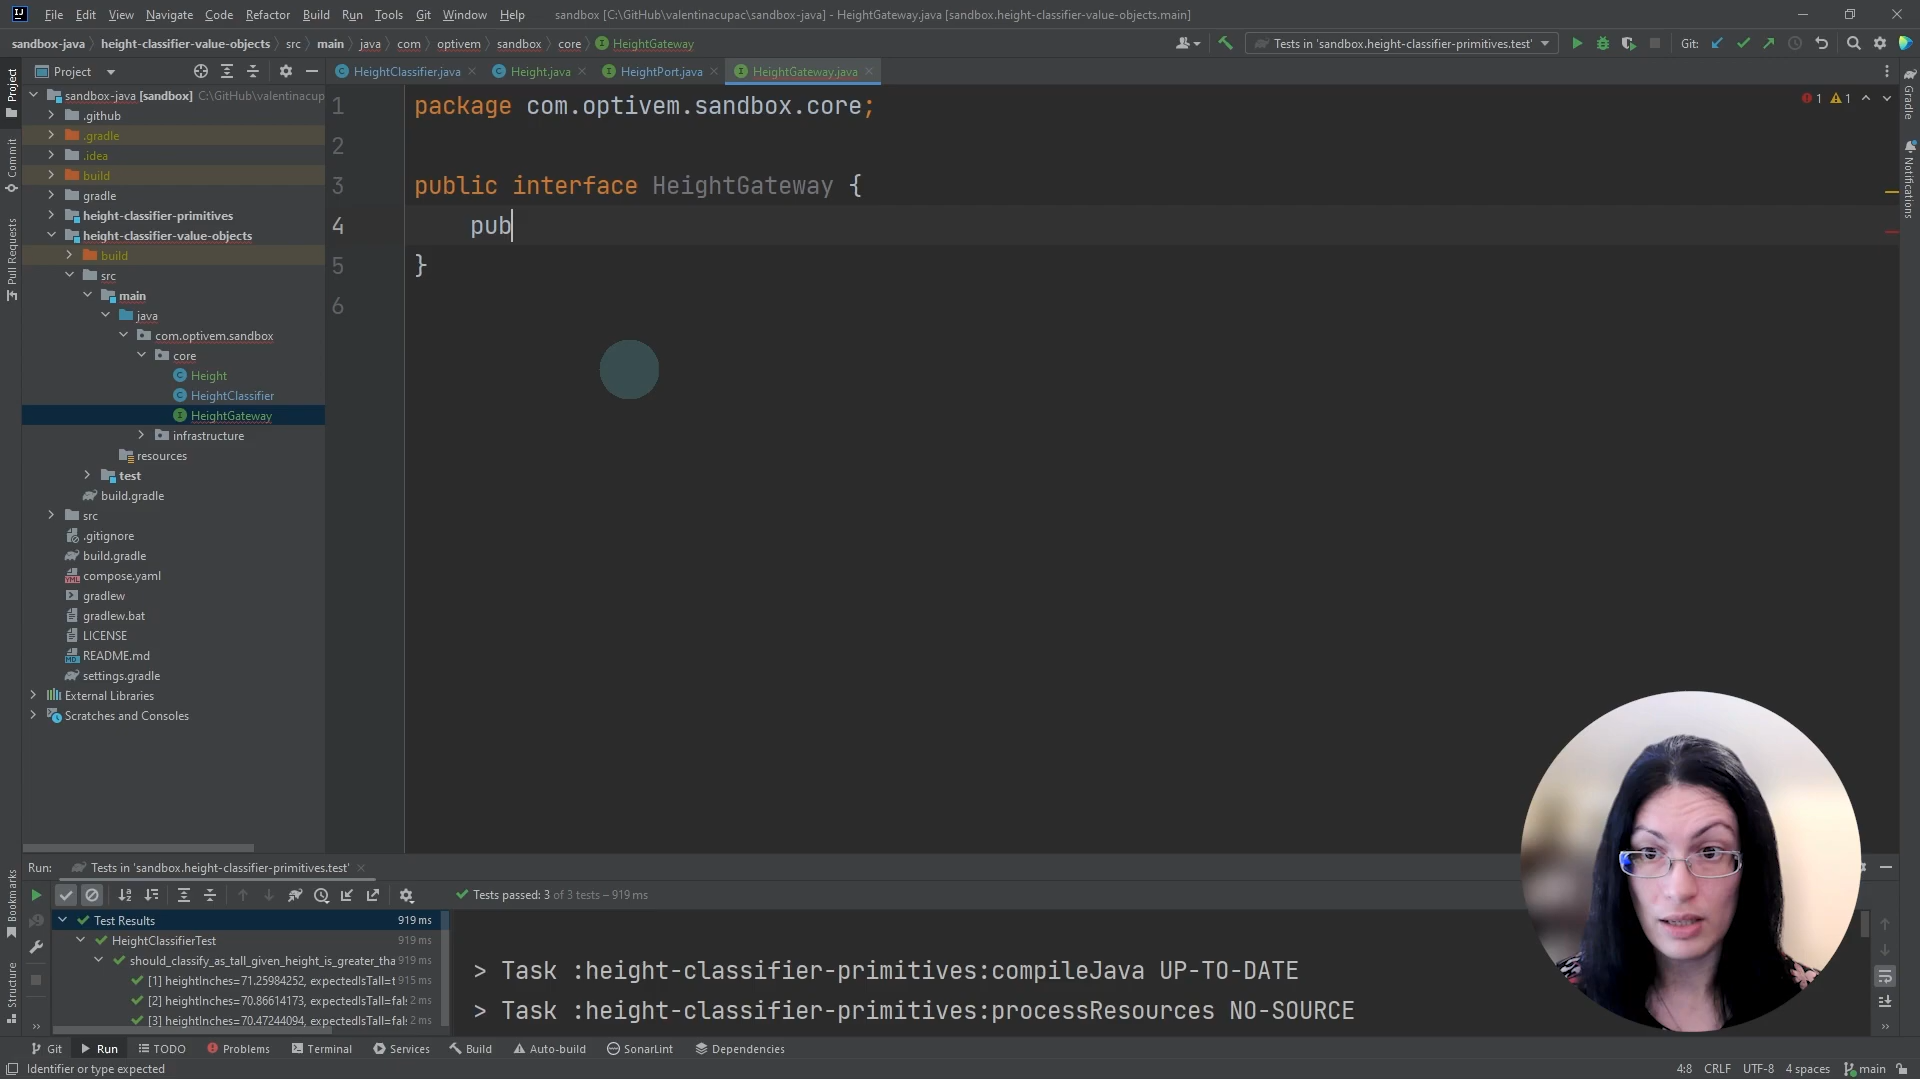 File Edit View Navigate Code Refactor Build Run Tools Git Window Help sandbox [C:\GitHub\valentinacupac\sandbox-java] - HeightGateway.java [sandbox.height-classifier-value-objects.main]
sandbox-java height-classifier-value-objects src main java com optivem sandbox core HeightGateway Tests in 'sandbox.height-classifier-primitives.test' Git:
Project HeightClassifier.java Height.java HeightPort.java HeightGateway.java
sandbox-java [sandbox] C:\GitHub\valentinacup
.github
.gradle
.idea
build
gradle
height-classifier-primitives
height-classifier-value-objects
build
src
main
java
com.optivem.sandbox
core
Height
HeightClassifier
HeightGateway
infrastructure
resources
test
build.gradle
src
.gitignore
build.gradle
compose.yaml
gradlew
gradlew.bat
LICENSE
README.md
settings.gradle
External Libraries
Scratches and Consoles
1 package com.optivem.sandbox.core;
2
3 public interface HeightGateway {
4 pub
5 }
6
1 1
Project
Commit
Pull Requests
Bookmarks
Structure
Gradle
Notifications
Run: Tests in 'sandbox.height-classifier-primitives.test'
Tests passed: 3 of 3 tests – 919 ms
Test Results 919 ms
HeightClassifierTest 919 ms
should_classify_as_tall_given_height_is_greater_tha 919 ms
[1] heightInches=71.25984252, expectedIsTall=t 915 ms
[2] heightInches=70.86614173, expectedIsTall=fal 2 ms
[3] heightInches=70.47244094, expectedIsTall=fal 2 ms
> Task :height-classifier-primitives:compileJava UP-TO-DATE
> Task :height-classifier-primitives:processResources NO-SOURCE
Git Run TODO Problems Terminal Services Build Auto-build SonarLint Dependencies
Identifier or type expected 4:8 CRLF UTF-8 4 spaces main